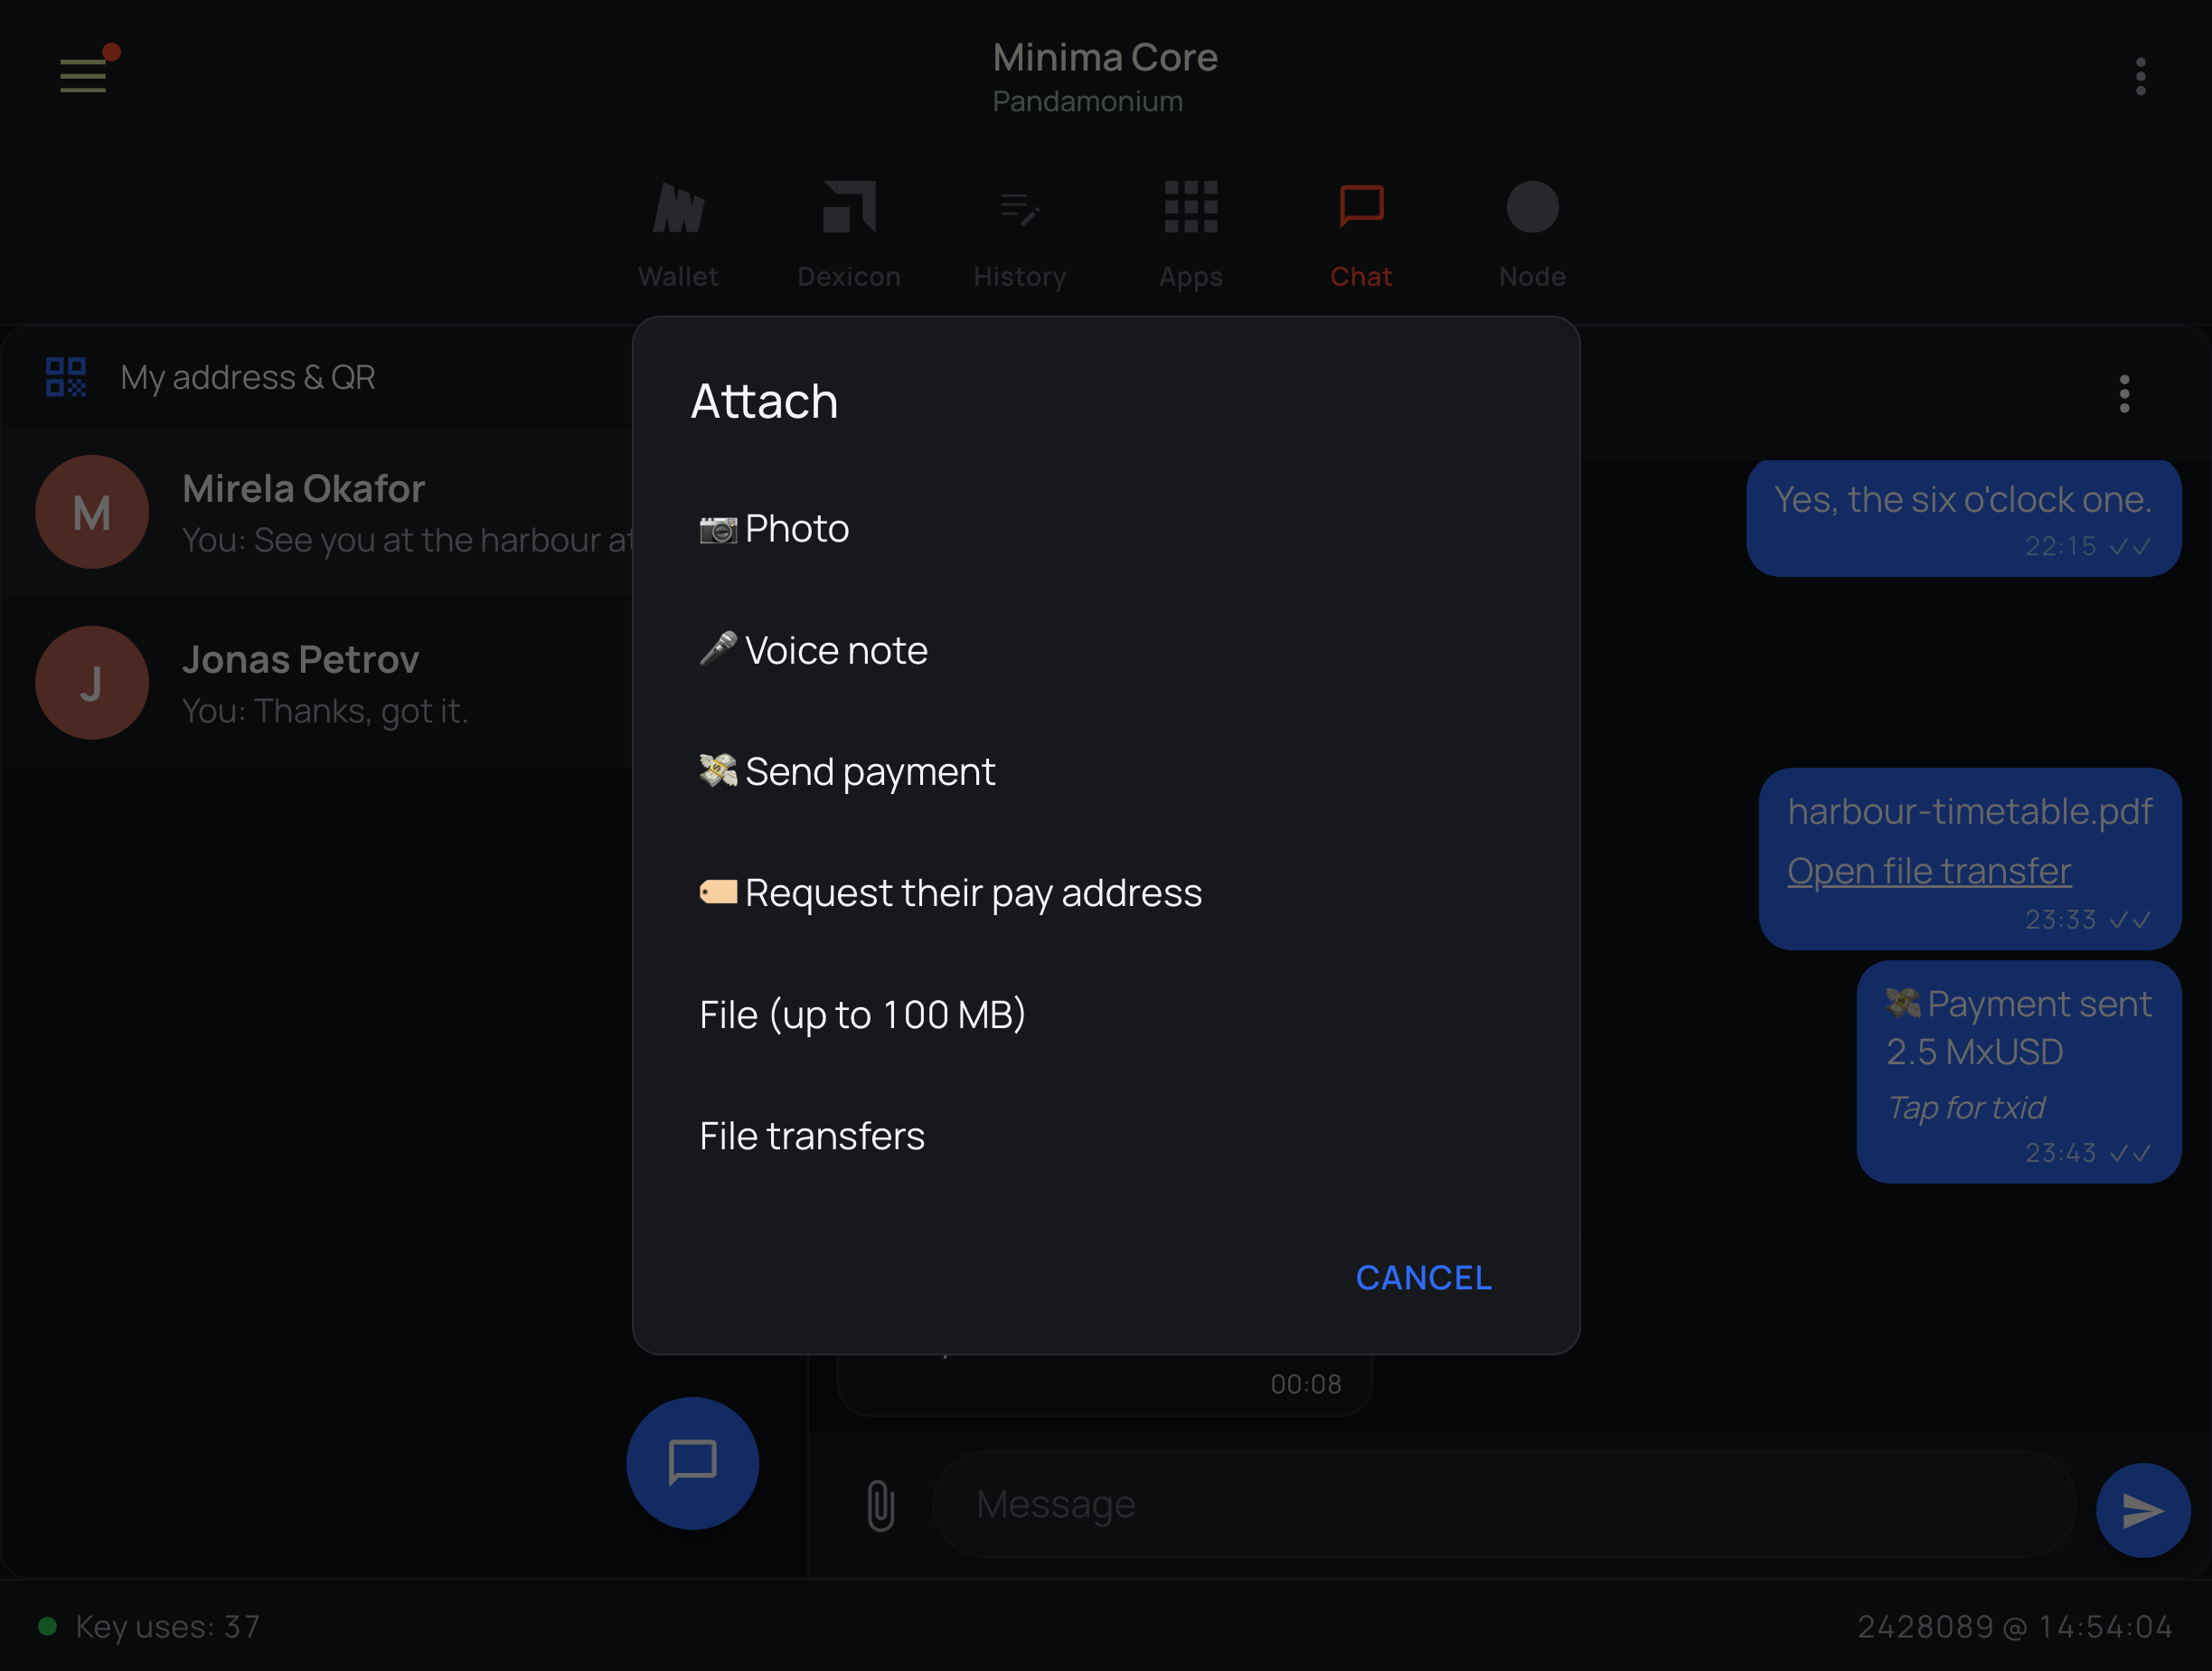 Minima Core
Pandamonium
Wallet
Dexicon
History
Apps
Chat
Node
My address & QR
M
Mirela Okafor
You: See you at the harbour at
J
Jonas Petrov
You: Thanks, got it.
Attach
📷 Photo
🎤 Voice note
💸 Send payment
🏷️ Request their pay address
File (up to 100 MB)
File transfers
CANCEL
Yes, the six o'clock one.
22:15 ✓✓
harbour-timetable.pdf
Open file transfer
23:33 ✓✓
💸 Payment sent
2.5 MxUSD
Tap for txid
23:43 ✓✓
00:08
Message
Key uses: 37
2428089 @ 14:54:04